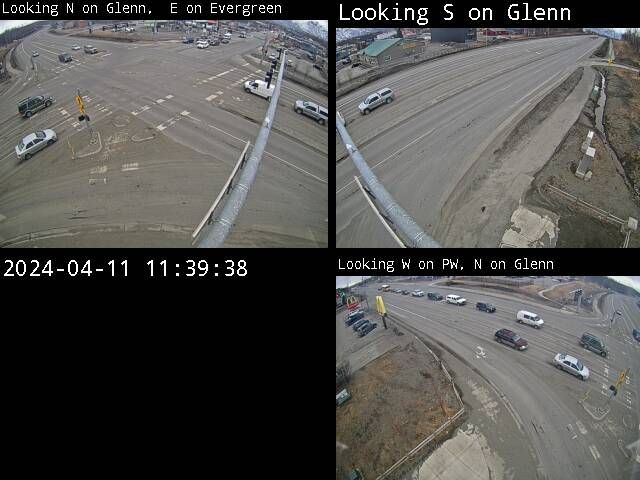 Looking N on Glenn,  E on Evergreen
Looking S on Glenn
2024-04-11 11:39:38
Looking W on PW, N on Glenn